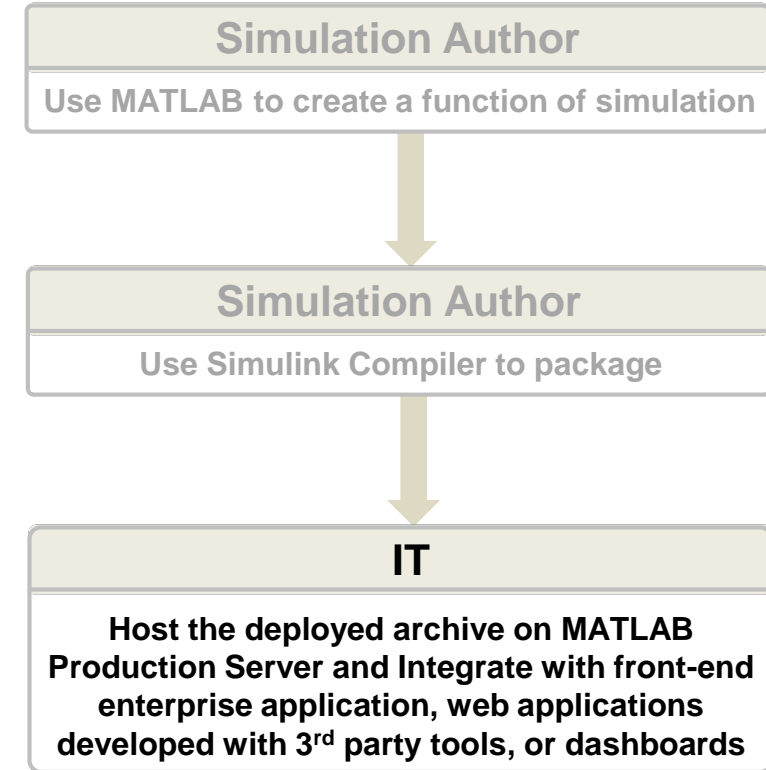 Simulation Author
Use MATLAB to create a function of simulation
Simulation Author
Use Simulink Compiler to package
IT
Host the deployed archive on MATLAB
Production Server and Integrate with front-end
enterprise application, web applications
developed with 3rd party tools, or dashboards